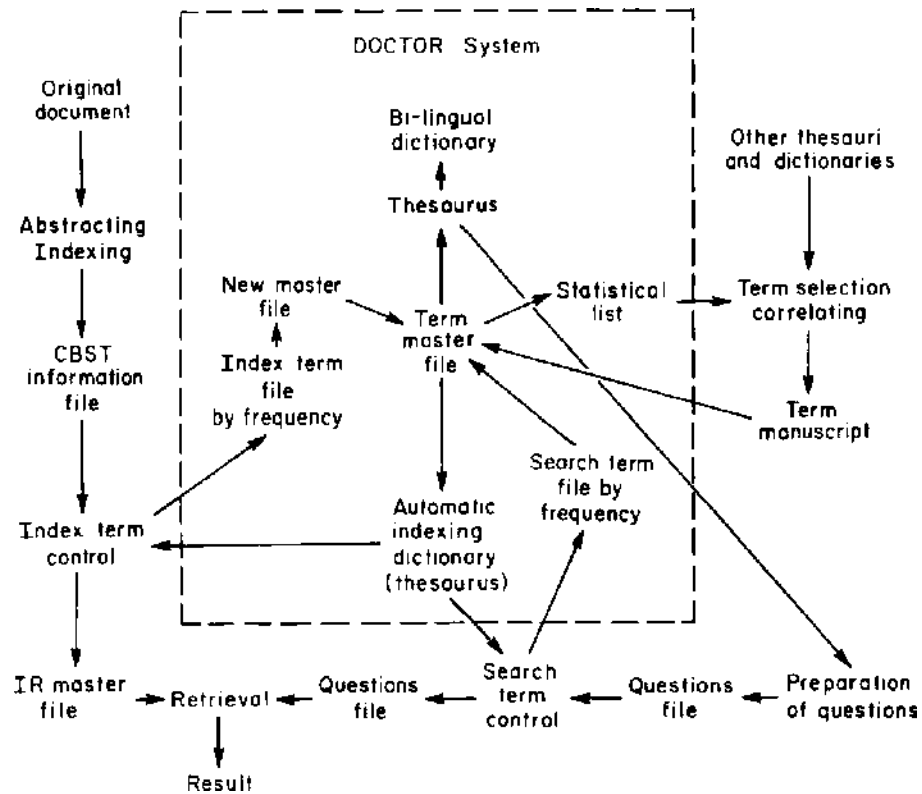 DOCTOR System
Original
document
Bi-lingual
dictionary
Other thesauri
and dictionaries
Thesaurus
Abstracting
Indexing
New master
file
Statistical
list
Term selection
correlating
Term
master
file
CBST
information
file
Index term
file
by frequency
Term
manuscript
Search term
file by
frequency
Automatic
indexing
dictionary
(thesaurus)
Index term
control
IR master
file
Retrieval
Questions
file
Search
term
control
Questions
file
Preparation
of questions
Result